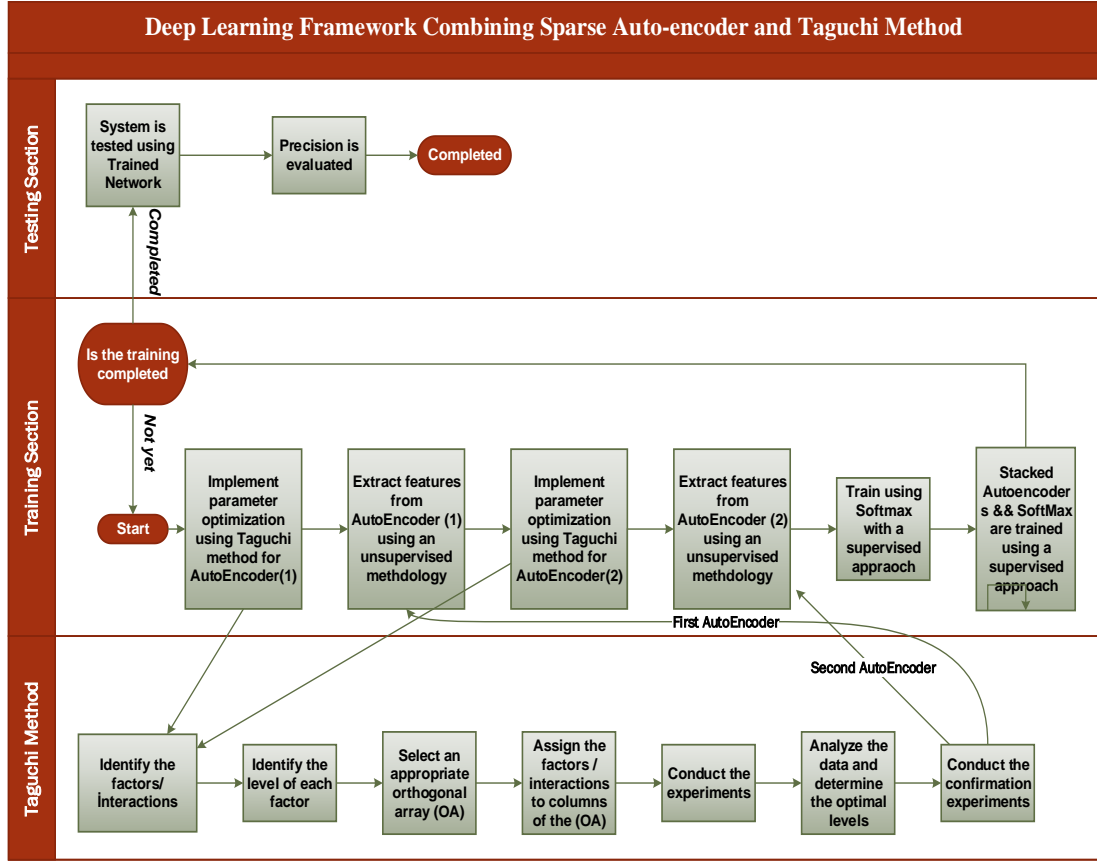 Deep Learning Framework Combining Sparse Auto-encoder and Taguchi Method
Testing Section
System is
tested using
Trained
Network
Precision is
evaluated
Completed
Completed
Training Section
Is the training
completed
Not yet
Start
Implement
parameter
optimization
using Taguchi
method for
AutoEncoder(1)
Extract features
from
AutoEncoder (1)
using an
unsupervised
methdology
Implement
parameter
optimization
using Taguchi
method for
AutoEncoder(2)
Extract features
from
AutoEncoder (2)
using an
unsupervised
methdology
Train using
Softmax
with a
supervised
appraoch
Stacked
Autoencoder
s && SoftMax
are trained
using a
supervised
approach
First AutoEncoder
Second AutoEncoder
Taguchi Method
Identify the
factors/
İnteractions
Identify the
level of each
factor
Select an
appropriate
orthogonal
array (OA)
Assign the
factors /
interactions
to columns
of the (OA)
Conduct the
experiments
Analyze the
data and
determine
the optimal
levels
Conduct the
confirmation
experiments